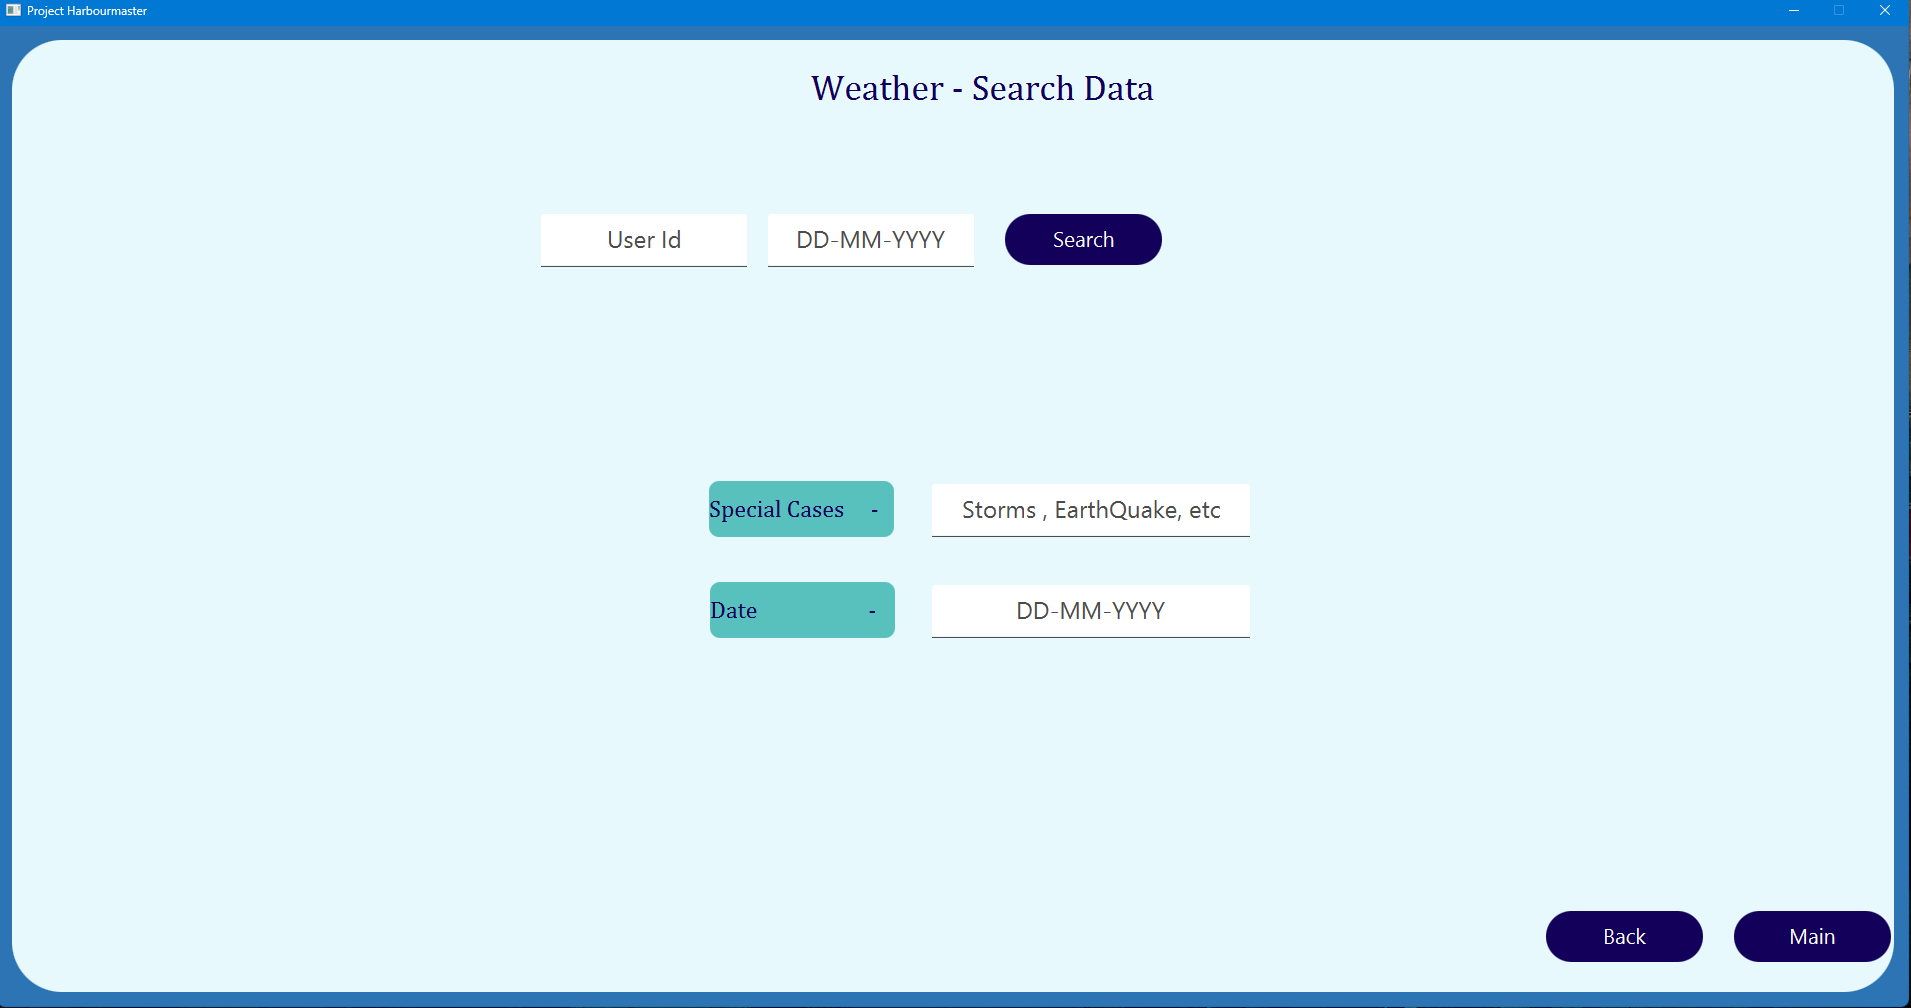 Project Harbourmaster
Weather - Search Data
User Id DD-MM-YYYY Search
Special Cases - Storms , EarthQuake, etc
Date - DD-MM-YYYY
Back Main